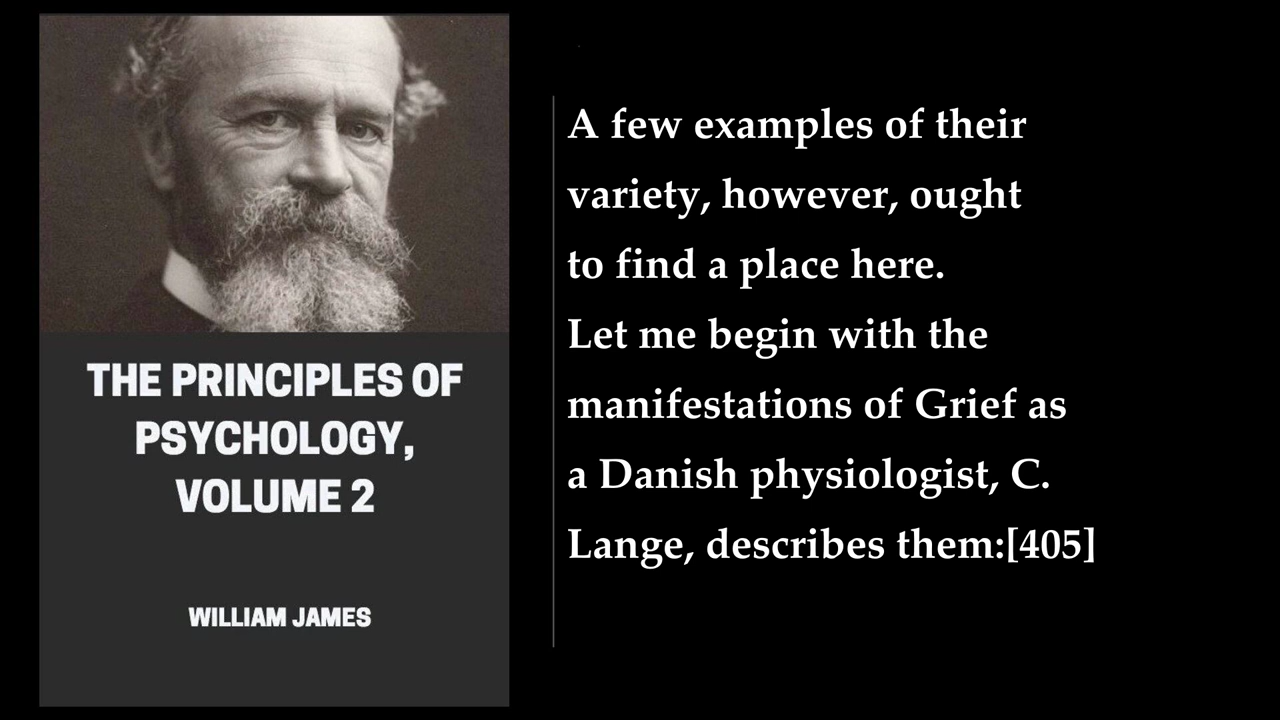 THE PRINCIPLES OF
PSYCHOLOGY,
VOLUME 2
WILLIAM JAMES
A few examples of their
variety, however, ought
to find a place here.
Let me begin with the
manifestations of Grief as
a Danish physiologist, C.
Lange, describes them:[405]